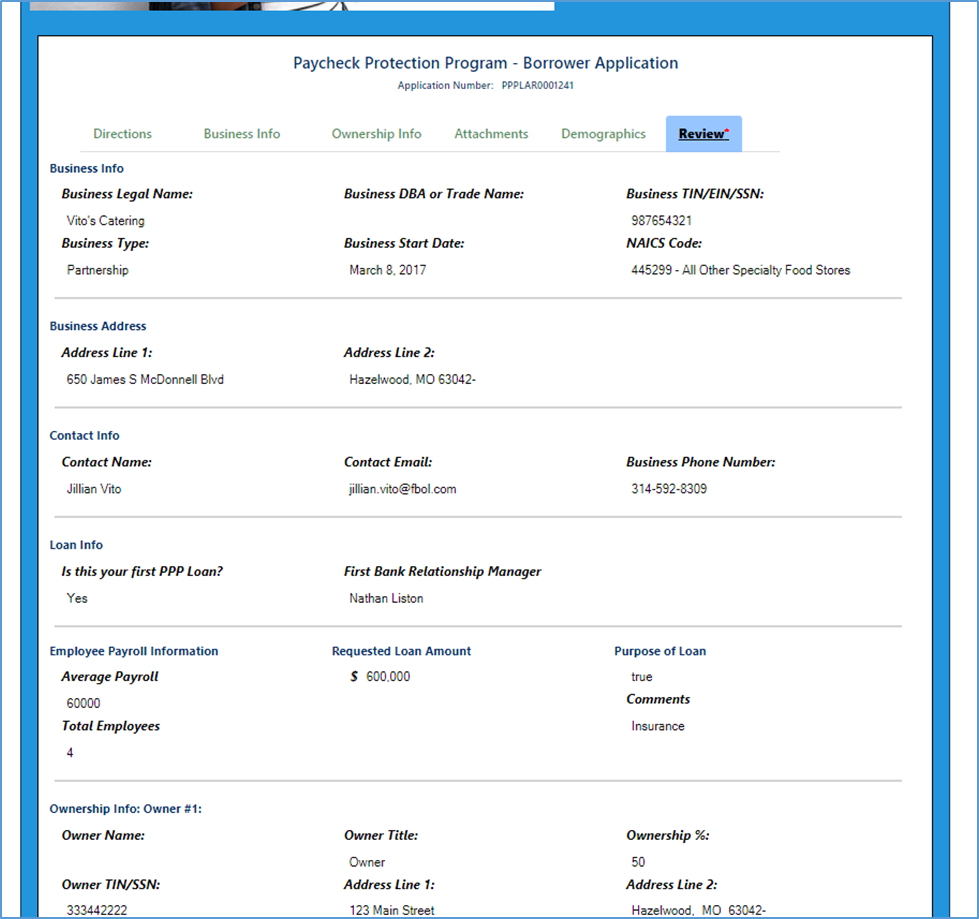 Paycheck Protection Program - Borrower Application
Application Number: PPPLAR0001241
Directions Business Info Ownership Info Attachments Demographics Review*
Business Info
Business Legal Name: Business DBA or Trade Name: Business TIN/EIN/SSN:
Vito's Catering 987654321
Business Type: Business Start Date: NAICS Code:
Partnership March 8, 2017 445299 - All Other Specialty Food Stores
Business Address
Address Line 1: Address Line 2:
650 James S McDonnell Blvd Hazelwood, MO 63042-
Contact Info
Contact Name: Contact Email: Business Phone Number:
Jillian Vito jillian.vito@fbol.com 314-592-8309
Loan Info
Is this your first PPP Loan? First Bank Relationship Manager
Yes Nathan Liston
Employee Payroll Information Requested Loan Amount Purpose of Loan
Average Payroll $ 600,000 true
60000 Comments
Total Employees Insurance
4
Ownership Info: Owner #1:
Owner Name: Owner Title: Ownership %:
Owner 50
Owner TIN/SSN: Address Line 1: Address Line 2:
333442222 123 Main Street Hazelwood, MO 63042-